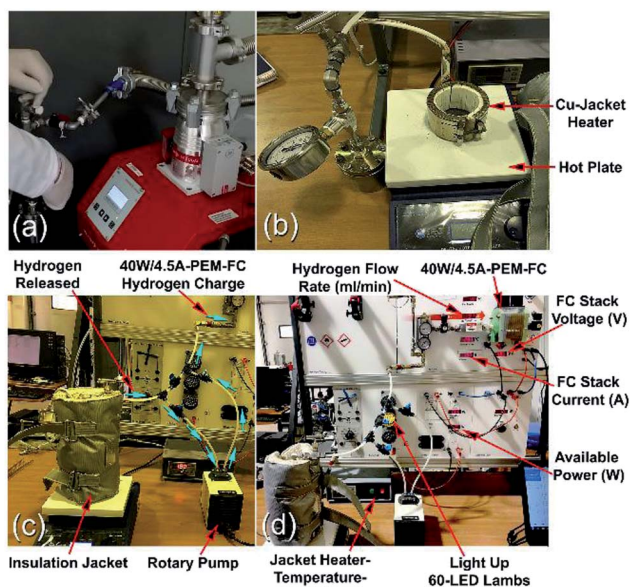 (a)
(b)
Cu-Jacket
Heater
Hot Plate
Hydrogen
Released
40W/4.5A-PEM-FC
Hydrogen Charge
Hydrogen Flow
Rate (ml/min)
40W/4.5A-PEM-FC
FC Stack
Voltage (V)
FC Stack
Current (A)
Available
Power (W)
(c)
(d)
Insulation Jacket
Rotary Pump
Jacket Heater-
Temperature-
Light Up
60-LED Lambs